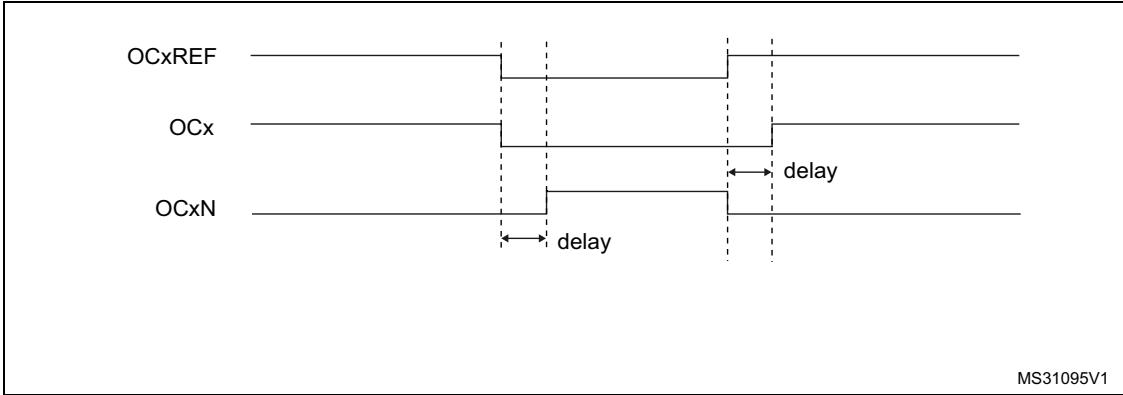 OCxREF
OCx
delay
OCxN
delay
MS31095V1